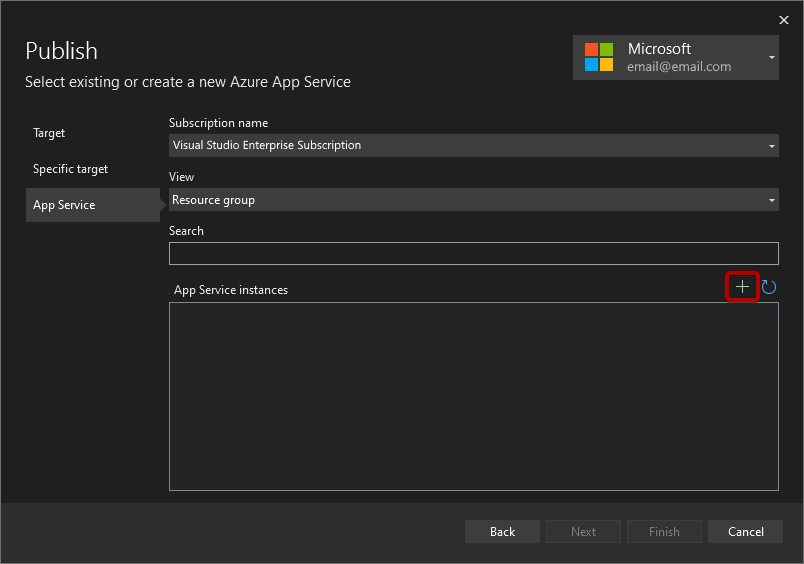 Publish
Select existing or create a new Azure App Service
Microsoft
email@email.com
Target
Specific target
App Service
Subscription name
Visual Studio Enterprise Subscription
View
Resource group
Search
App Service instances
Back
Next
Finish
Cancel